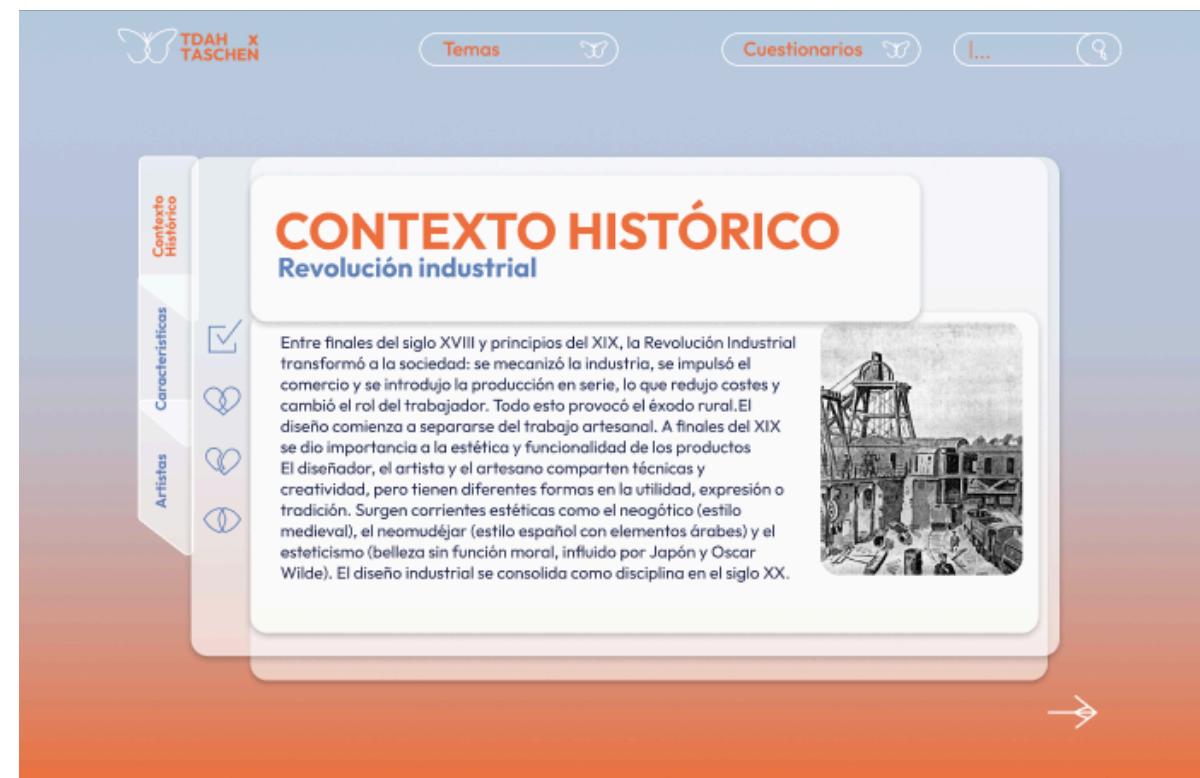 TDAH x
TASCHEN
Temas
Cuestionarios
|...
Contexto
Histórico
Características
Artistas
CONTEXTO HISTÓRICO
Revolución industrial
Entre finales del siglo XVIII y principios del XIX, la Revolución Industrial
transformó a la sociedad: se mecanizó la industria, se impulsó el
comercio y se introdujo la producción en serie, lo que redujo costes y
cambió el rol del trabajador. Todo esto provocó el éxodo rural.El
diseño comienza a separarse del trabajo artesanal. A finales del XIX
se dio importancia a la estética y funcionalidad de los productos
El diseñador, el artista y el artesano comparten técnicas y
creatividad, pero tienen diferentes formas en la utilidad, expresión o
tradición. Surgen corrientes estéticas como el neogótico (estilo
medieval), el neomudéjar (estilo español con elementos árabes) y el
esteticismo (belleza sin función moral, influido por Japón y Oscar
Wilde). El diseño industrial se consolida como disciplina en el siglo XX.